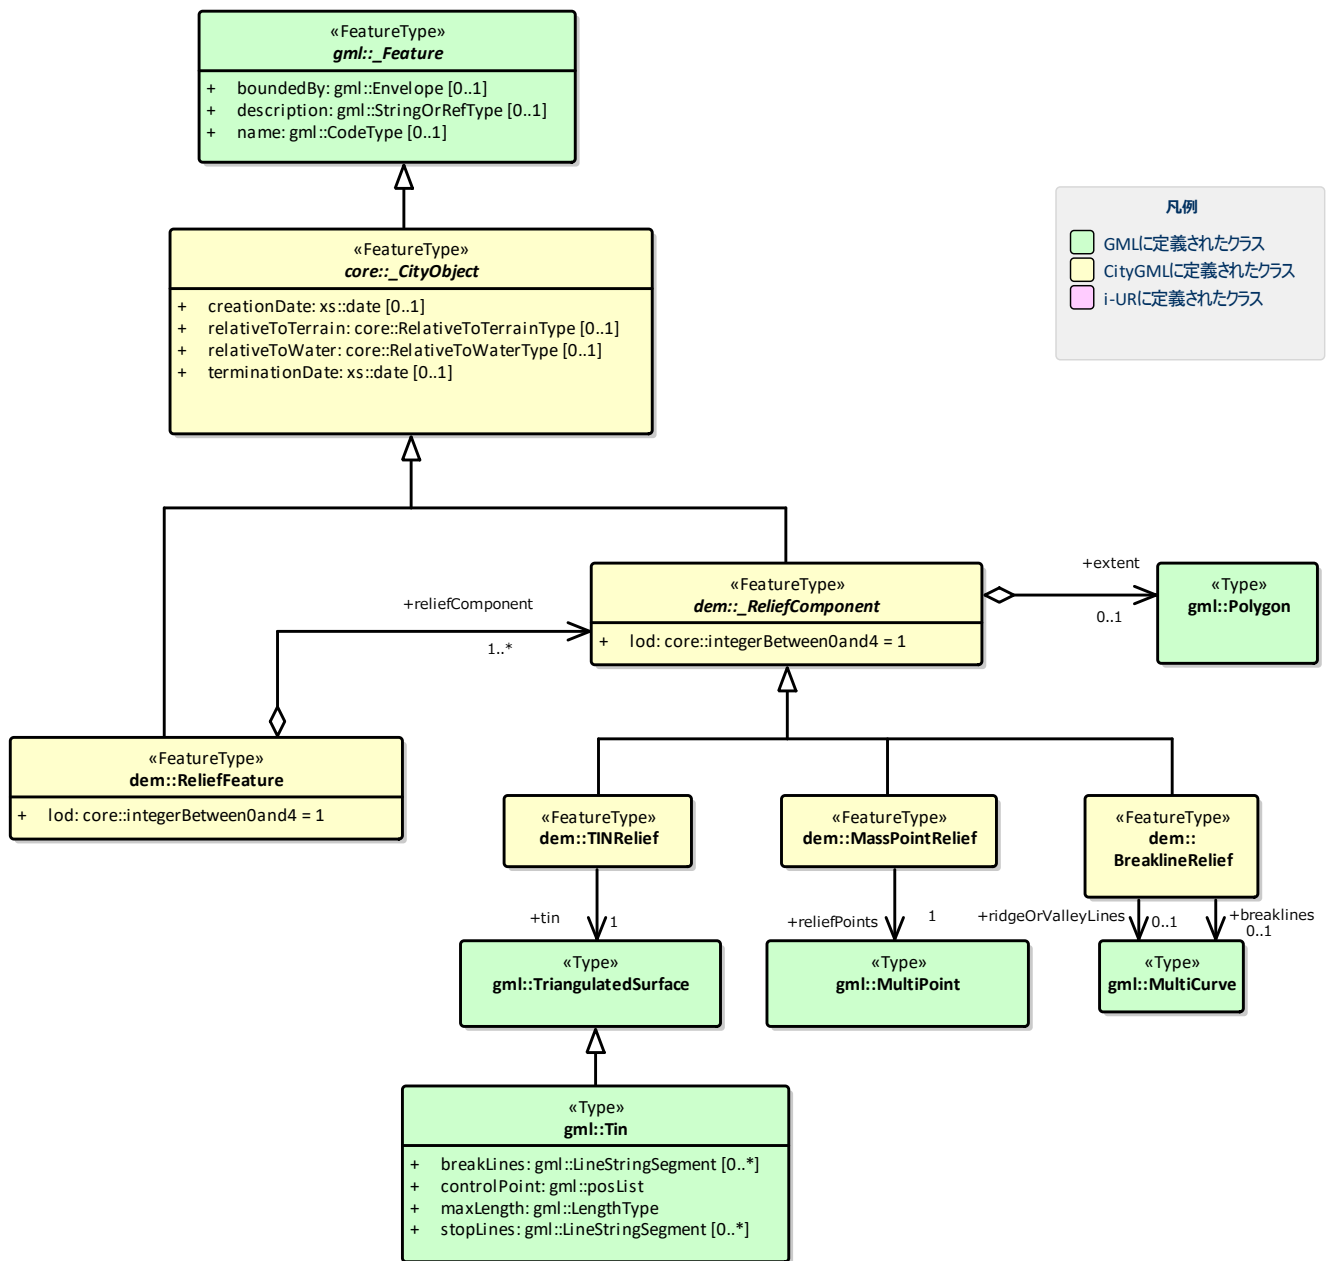 «FeatureType»
gml::_Feature
+ boundedBy: gml::Envelope [0..1]
+ description: gml::StringOrRefType [0..1]
+ name: gml::CodeType [0..1]
凡例
GMLに定義されたクラス
CityGMLに定義されたクラス
i-URに定義されたクラス
«FeatureType»
core::_CityObject
+ creationDate: xs::date [0..1]
+ relativeToTerrain: core::RelativeToTerrainType [0..1]
+ relativeToWater: core::RelativeToWaterType [0..1]
+ terminationDate: xs::date [0..1]
+reliefComponent
1..*
«FeatureType»
dem::_ReliefComponent
+ lod: core::integerBetween0and4 = 1
+extent
0..1
«Type»
gml::Polygon
«FeatureType»
dem::ReliefFeature
+ lod: core::integerBetween0and4 = 1
«FeatureType»
dem::TINRelief
«FeatureType»
dem::MassPointRelief
«FeatureType»
dem::
BreaklineRelief
+tin
1
+reliefPoints
1
+ridgeOrValleyLines
0..1
+breaklines
0..1
«Type»
gml::TriangulatedSurface
«Type»
gml::MultiPoint
«Type»
gml::MultiCurve
«Type»
gml::Tin
+ breakLines: gml::LineStringSegment [0..*]
+ controlPoint: gml::posList
+ maxLength: gml::LengthType
+ stopLines: gml::LineStringSegment [0..*]